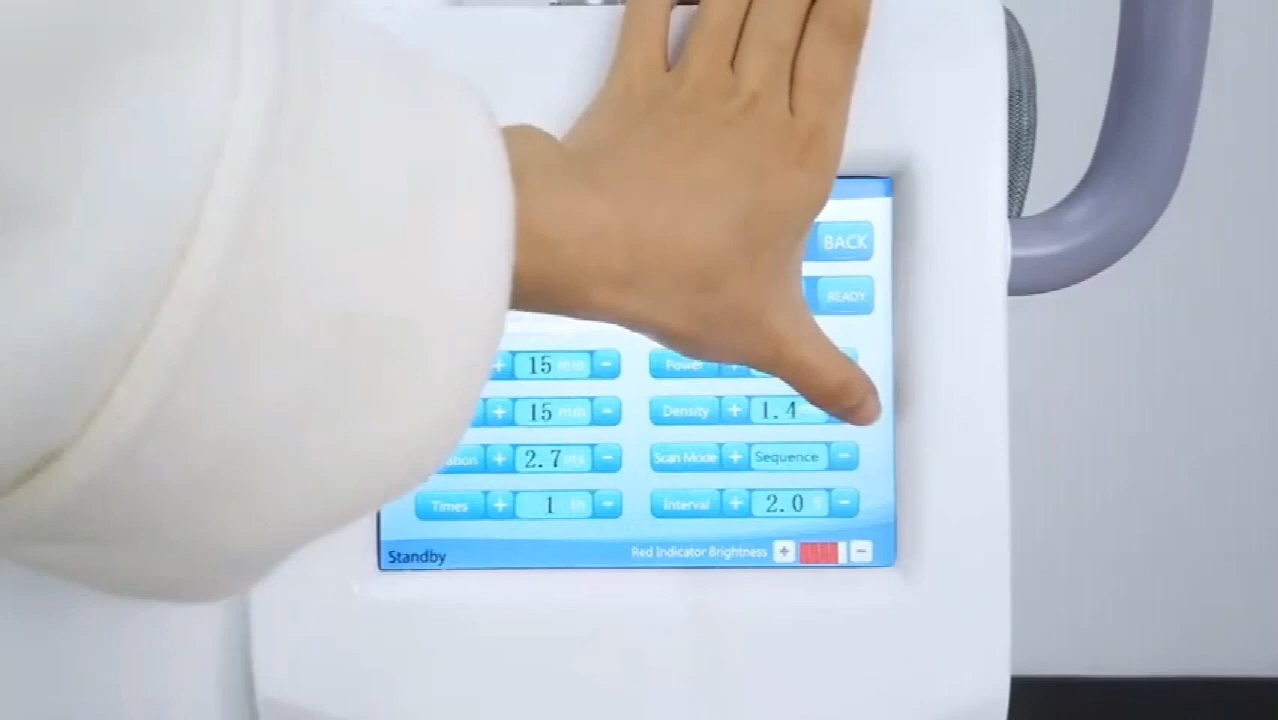 BACK
READY
+ 15 mm - Power +
+ 15 mm - Density + 1.4
+ 2.7 ms - Scan Mode + Sequence -
Times + 1 /n - Interval + 2.0 S -
Standby Red Indicator Brightness + -